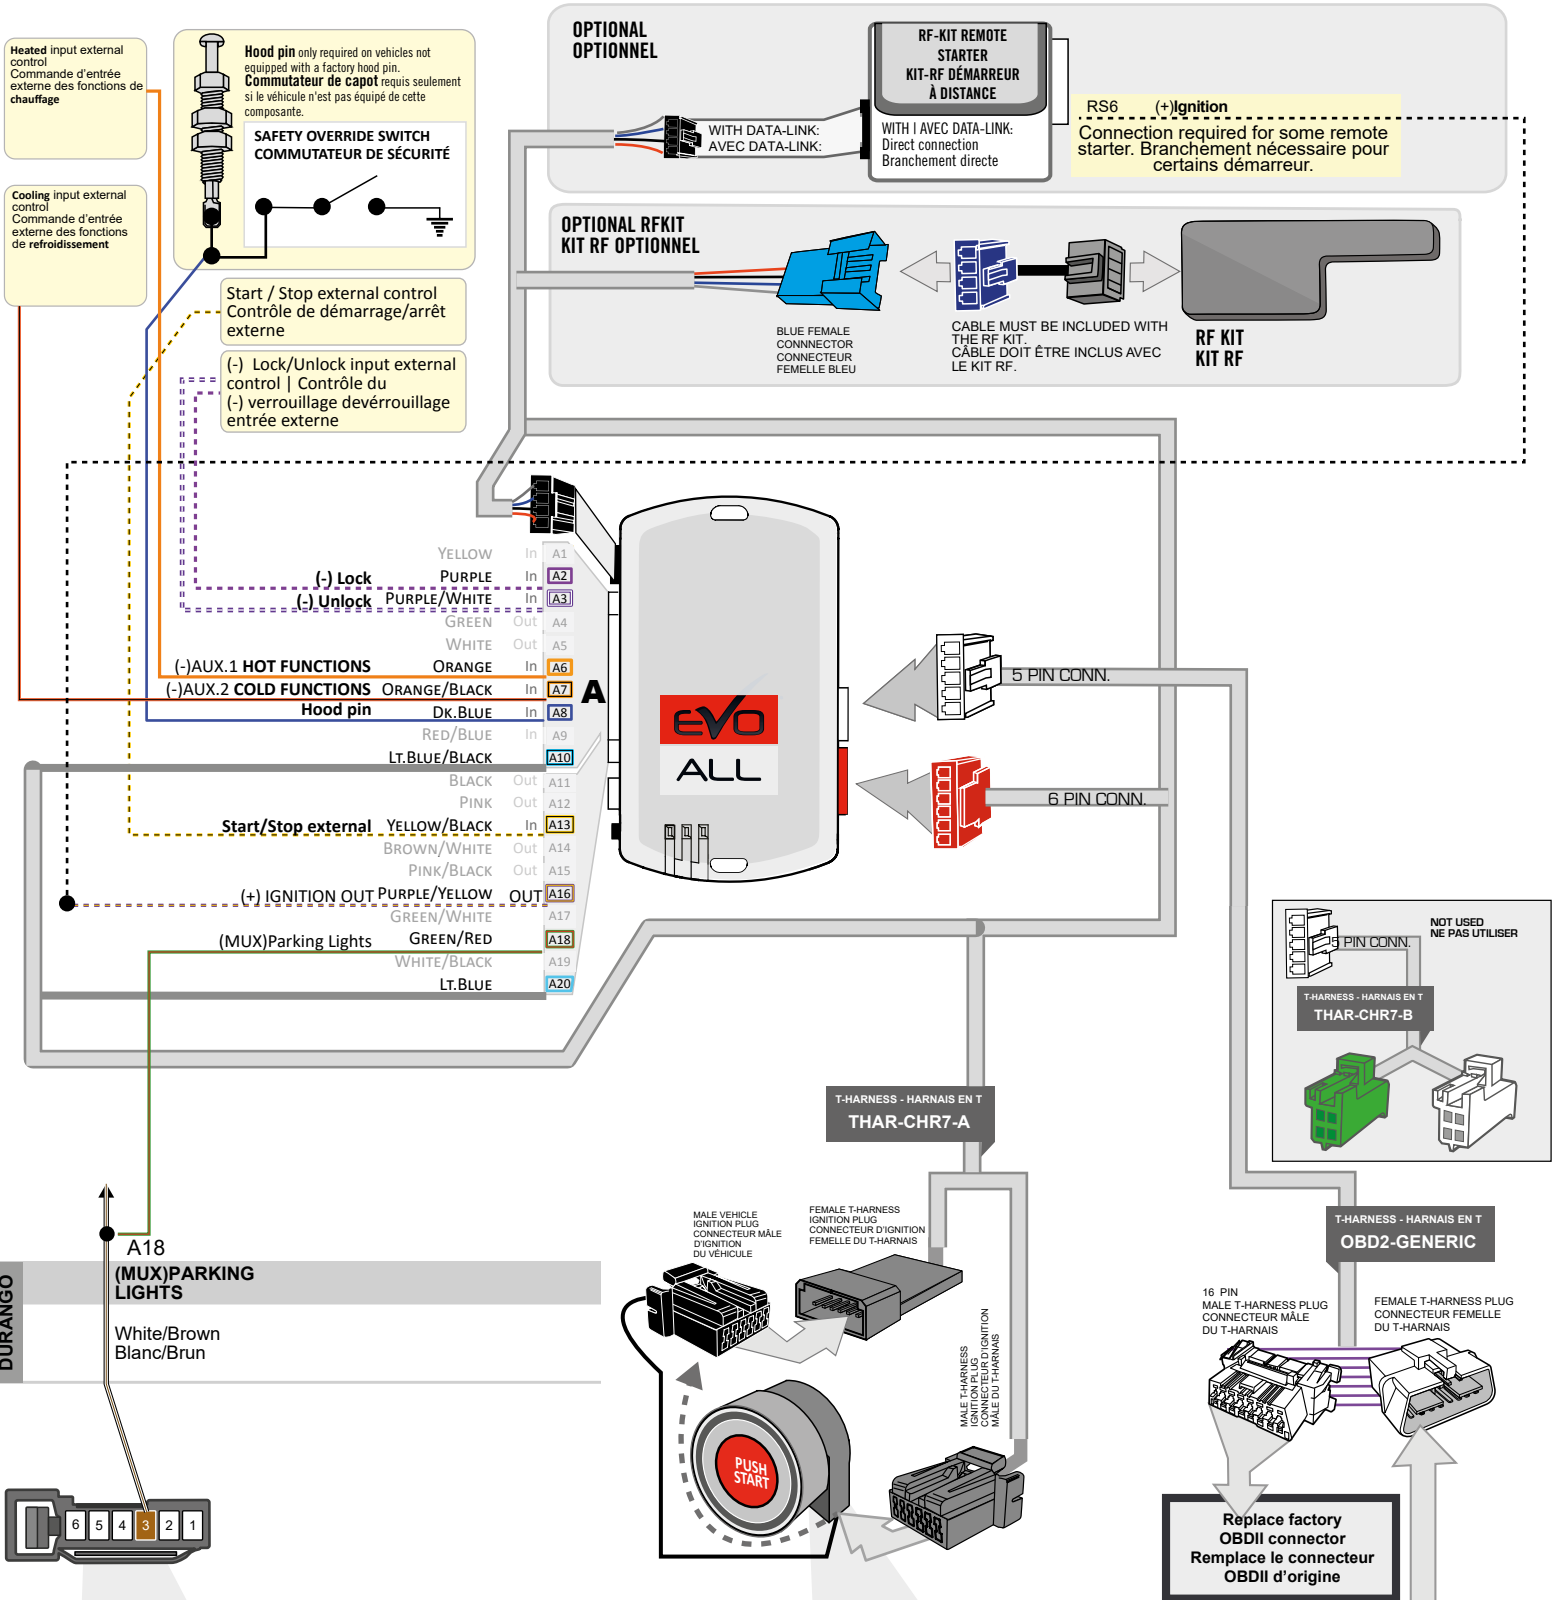 Heated input external
control
Commande d'entrée
externe des fonctions de
chauffage
Cooling input external
control
Commande d'entrée
externe des fonctions
de refroidissement
Hood pin only required on vehicles not
equipped with a factory hood pin.
Commutateur de capot requis seulement
si le véhicule n'est pas équipé de cette
composante.
SAFETY OVERRIDE SWITCH
COMMUTATEUR DE SÉCURITÉ
Start / Stop external control
Contrôle de démarrage/arrêt
externe
(-) Lock/Unlock input external
control | Contrôle du
(-) verrouillage devérrouillage
entrée externe
OPTIONAL
OPTIONNEL
RF-KIT REMOTE
STARTER
KIT-RF DÉMARREUR
À DISTANCE
WITH DATA-LINK:
AVEC DATA-LINK:
WITH | AVEC DATA-LINK:
Direct connection
Branchement directe
RS6 (+)Ignition
Connection required for some remote
starter. Branchement nécessaire pour
certains démarreur.
OPTIONAL RFKIT
KIT RF OPTIONNEL
BLUE FEMALE
CONNNECTOR
CONNECTEUR
FEMELLE BLEU
CABLE MUST BE INCLUDED WITH
THE RF KIT.
CÂBLE DOIT ÊTRE INCLUS AVEC
LE KIT RF.
RF KIT
KIT RF
YELLOW In A1
(-) Lock PURPLE In A2
(-) Unlock PURPLE/WHITE In A3
GREEN Out A4
WHITE Out A5
(-)AUX.1 HOT FUNCTIONS ORANGE In A6
(-)AUX.2 COLD FUNCTIONS ORANGE/BLACK In A7
Hood pin DK.BLUE In A8
RED/BLUE In A9
LT.BLUE/BLACK A10
BLACK Out A11
PINK Out A12
Start/Stop external YELLOW/BLACK In A13
BROWN/WHITE Out A14
PINK/BLACK Out A15
(+) IGNITION OUT PURPLE/YELLOW OUT A16
GREEN/WHITE A17
(MUX)Parking Lights GREEN/RED A18
WHITE/BLACK A19
LT.BLUE A20
A
EVO
ALL
5 PIN CONN.
6 PIN CONN.
NOT USED
NE PAS UTILISER
5 PIN CONN.
T-HARNESS - HARNAIS EN T
THAR-CHR7-B
T-HARNESS - HARNAIS EN T
THAR-CHR7-A
T-HARNESS - HARNAIS EN T
OBD2-GENERIC
MALE VEHICLE
IGNITION PLUG
CONNECTEUR MÂLE
D'IGNITION
DU VÉHICULE
FEMALE T-HARNESS
IGNITION PLUG
CONNECTEUR D'IGNITION
FEMELLE DU T-HARNAIS
MALE T-HARNESS
IGNITION PLUG
CONNECTEUR D'IGNITION
MÂLE DU T-HARNAIS
PUSH
START
16 PIN
MALE T-HARNESS PLUG
CONNECTEUR MÂLE
DU T-HARNAIS
FEMALE T-HARNESS PLUG
CONNECTEUR FEMELLE
DU T-HARNAIS
Replace factory
OBDII connector
Remplace le connecteur
OBDII d'origine
A18
DURANGO
(MUX)PARKING
LIGHTS
White/Brown
Blanc/Brun
6 5 4 3 2 1